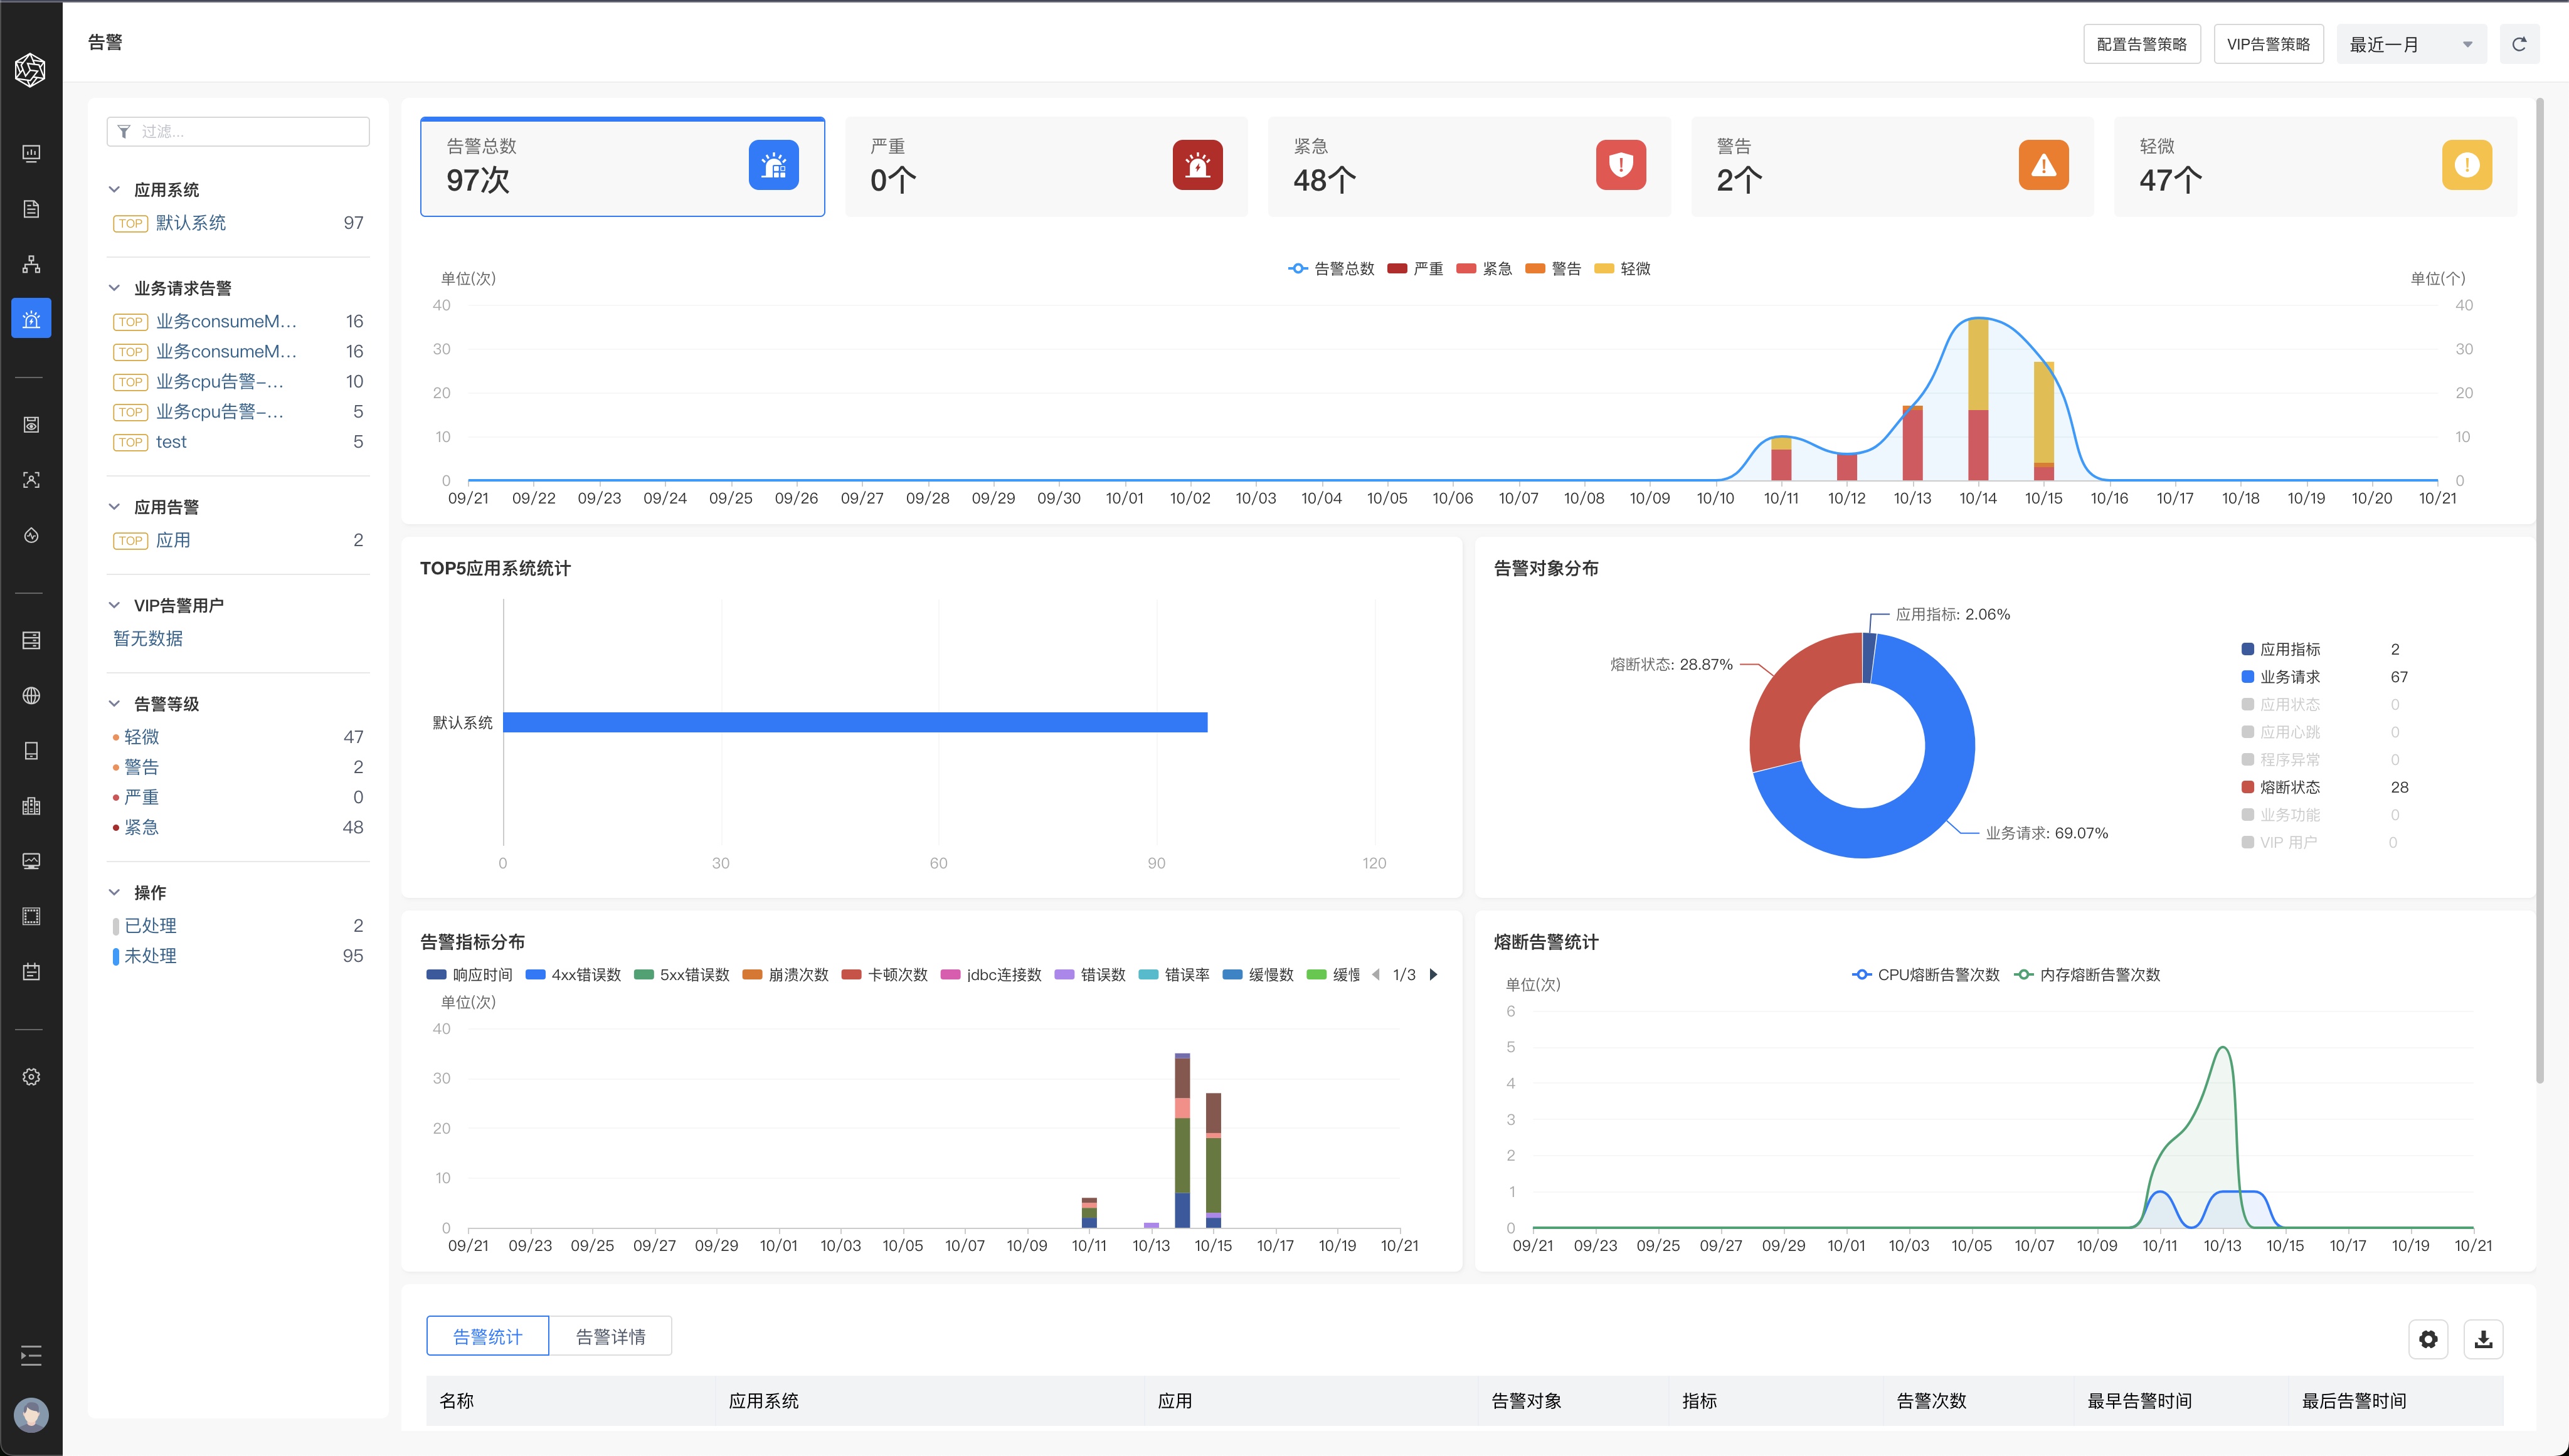 告警
配置告警策略
VIP告警策略
最近一月
过滤...
应用系统
TOP 默认系统 97
业务请求告警
TOP 业务consumeM... 16
TOP 业务consumeM... 16
TOP 业务cpu告警-... 10
TOP 业务cpu告警-... 5
TOP test 5
应用告警
TOP 应用 2
VIP告警用户
暂无数据
告警等级
轻微 47
警告 2
严重 0
紧急 48
操作
已处理 2
未处理 95
告警总数
97次
严重
0个
紧急
48个
警告
2个
轻微
47个
告警总数 严重 紧急 警告 轻微
单位(次) 单位(个)
40 40
30 30
20 20
10 10
0 0
09/21 09/22 09/23 09/24 09/25 09/26 09/27 09/28 09/29 09/30 10/01 10/02 10/03 10/04 10/05 10/06 10/07 10/08 10/09 10/10 10/11 10/12 10/13 10/14 10/15 10/16 10/17 10/18 10/19 10/20 10/21
TOP5应用系统统计
默认系统
0 30 60 90 120
告警对象分布
应用指标: 2.06%
熔断状态: 28.87%
业务请求: 69.07%
应用指标 2
业务请求 67
应用状态 0
应用心跳 0
程序异常 0
熔断状态 28
业务功能 0
VIP 用户 0
告警指标分布
响应时间 4xx错误数 5xx错误数 崩溃次数 卡顿次数 jdbc连接数 错误数 错误率 缓慢数 缓慢 1/3
单位(次)
40
30
20
10
0
09/21 09/23 09/25 09/27 09/29 10/01 10/03 10/05 10/07 10/09 10/11 10/13 10/15 10/17 10/19 10/21
熔断告警统计
CPU熔断告警次数 内存熔断告警次数
单位(次)
6
5
4
3
2
1
0
09/21 09/23 09/25 09/27 09/29 10/01 10/03 10/05 10/07 10/09 10/11 10/13 10/15 10/17 10/19 10/21
告警统计 告警详情
名称 应用系统 应用 告警对象 指标 告警次数 最早告警时间 最后告警时间